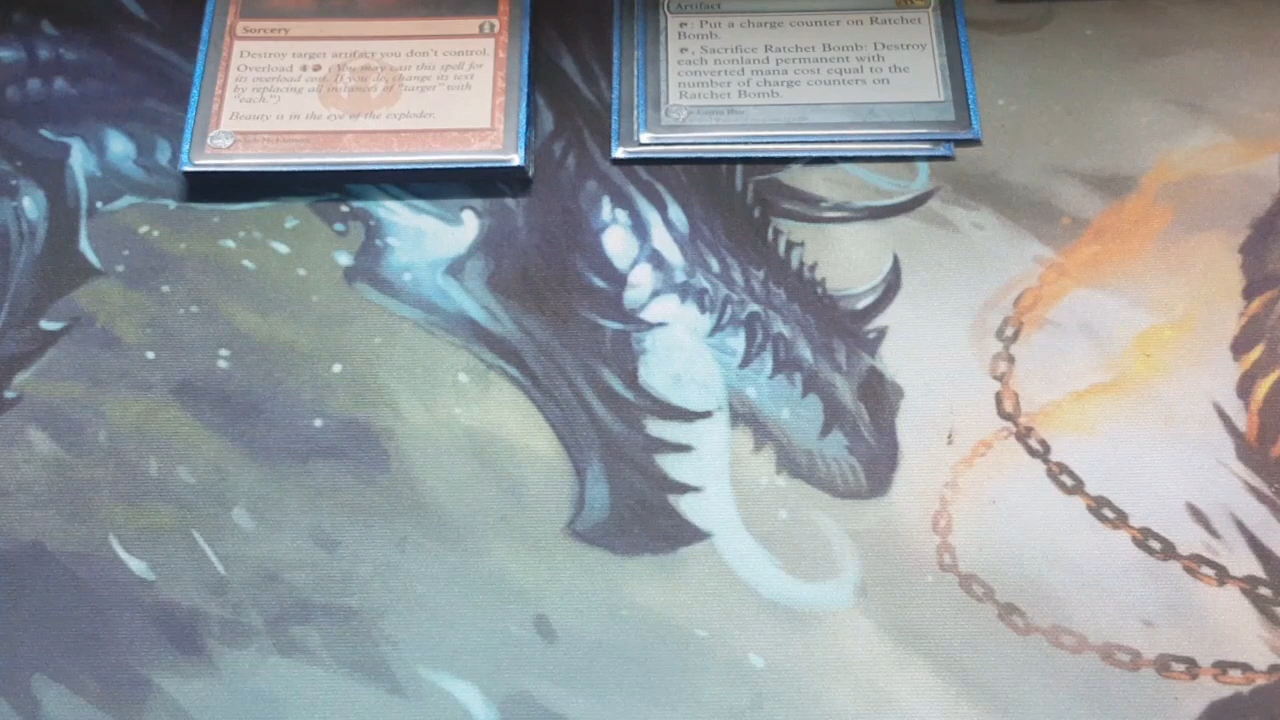 Sorcery
Destroy target artifact you don't control.
Overload 4 (You may cast this spell for
its overload cost. If you do, change its text
by replacing all instances of "target" with
"each.")
Beauty is in the eye of the exploder.
Artifact
: Put a charge counter on Ratchet
Bomb.
, Sacrifice Ratchet Bomb: Destroy
each nonland permanent with
converted mana cost equal to the
number of charge counters on
Ratchet Bomb.